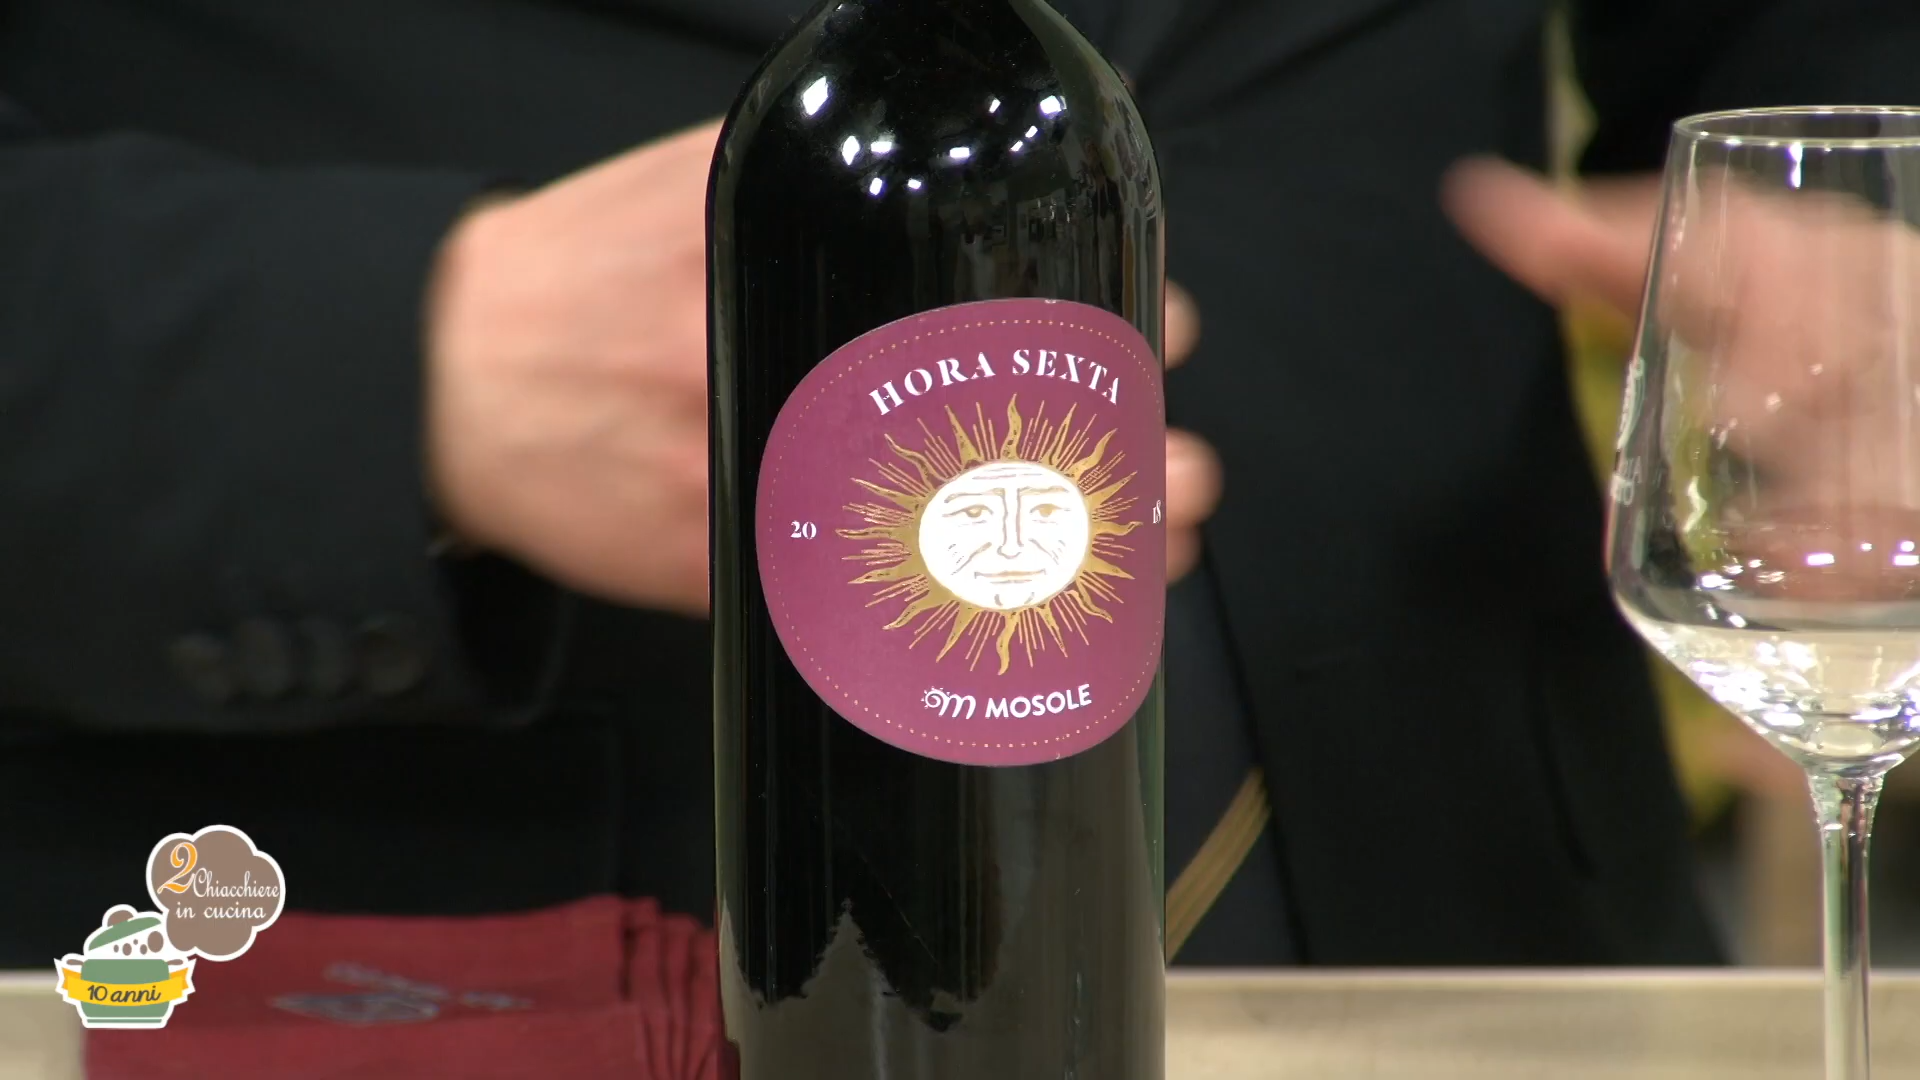 HORA SEXTA
20 18
m MOSOLE
2 Chiacchiere
in cucina
10 anni